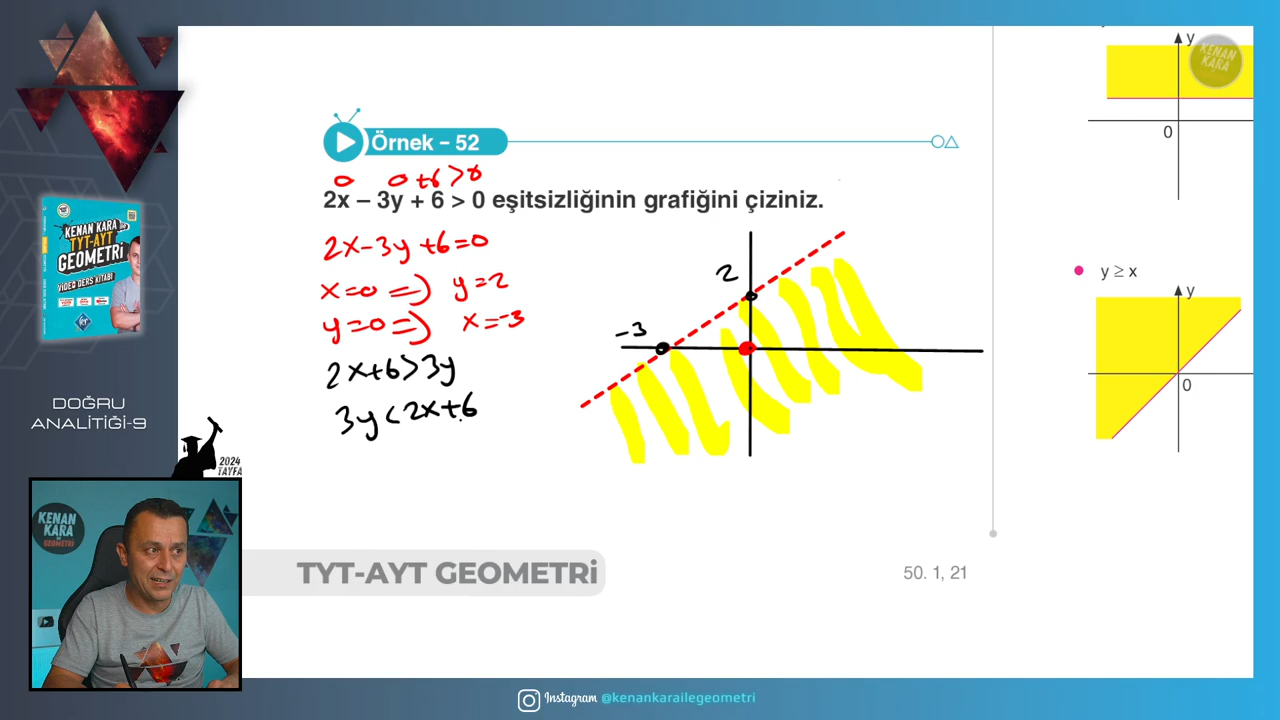 Örnek – 52
0 0+6>0
2x – 3y + 6 > 0 eşitsizliğinin grafiğini çiziniz.
2x-3y+6=0
x=0 => y=2
y=0 => x=-3
2x+6>3y
3y<2x+6
2
-3
y
0
KENAN
KARA
y ≥ x
y
0
KENAN KARA
TYT-AYT
GEOMETRİ
VİDEO DERS KİTABI
DOĞRU
ANALİTİĞİ-9
2024
TAYFA
KENAN
KARA
GEOMETRİ
TYT-AYT GEOMETRİ
50. 1, 21
Instagram @kenankarailegeometri